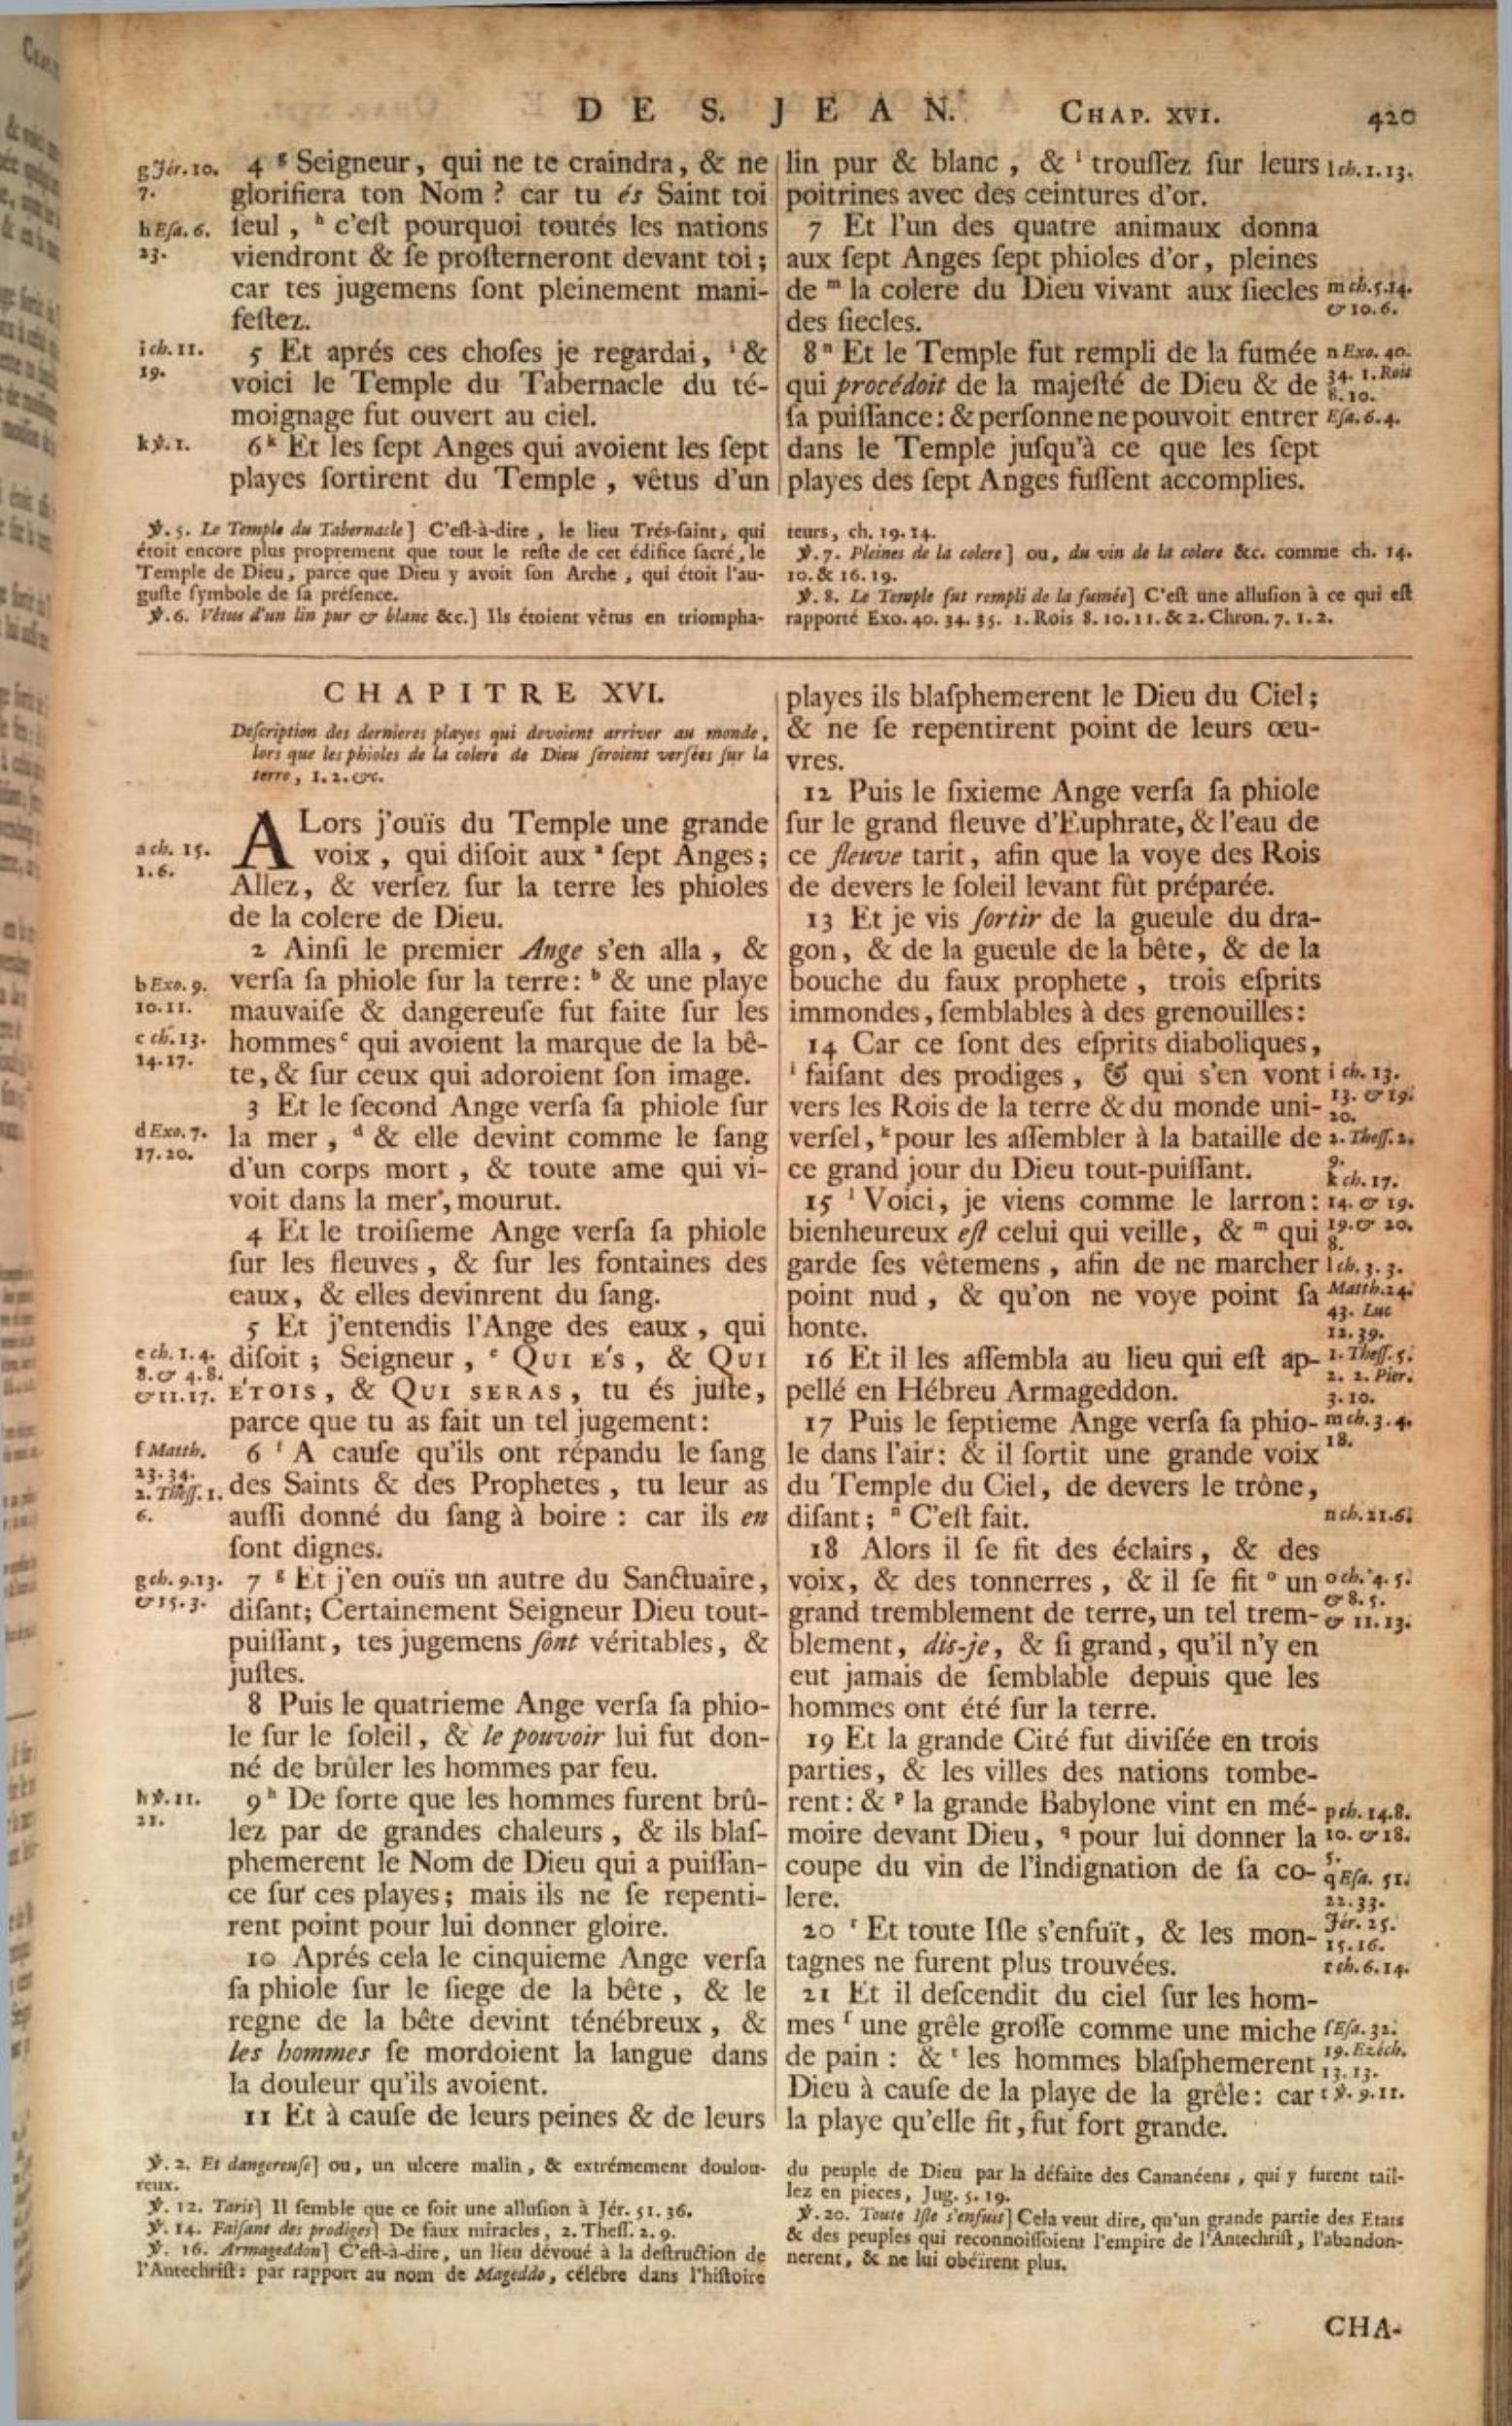 DE S. JEAN. CHAP. XVI. 420
g Jér. 10.
7.
h Esa. 6.
23.
i ch. 11.
19.
k ℣. 1.
4 g Seigneur, qui ne te craindra, & ne
glorifiera ton Nom ? car tu és Saint toi
ſeul, h c'eſt pourquoi toutés les nations
viendront & ſe proſterneront devant toi;
car tes jugemens ſont pleinement mani-
feſtez.
5 Et aprés ces choſes je regardai, i &
voici le Temple du Tabernacle du té-
moignage fut ouvert au ciel.
6 k Et les ſept Anges qui avoient les ſept
playes ſortirent du Temple, vêtus d'un
lin pur & blanc, & l trouſſez ſur leurs
poitrines avec des ceintures d'or.
7 Et l'un des quatre animaux donna
aux ſept Anges ſept phioles d'or, pleines
de m la colere du Dieu vivant aux ſiecles
des ſiecles.
8 n Et le Temple fut rempli de la fumée
qui procédoit de la majeſté de Dieu & de
ſa puiſſance: & perſonne ne pouvoit entrer
dans le Temple juſqu'à ce que les ſept
playes des ſept Anges fuſſent accomplies.
l ch. 1. 13.
m ch. 5. 14.
& 10. 6.
n Exo. 40.
34. 1. Rois
8. 10.
Eſa. 6. 4.
℣. 5. Le Temple du Tabernacle] C'eſt-à-dire, le lieu Trés-ſaint, qui
étoit encore plus proprement que tout le reſte de cet édifice ſacré, le
Temple de Dieu, parce que Dieu y avoit ſon Arche, qui étoit l'au-
guſte ſymbole de ſa préſence.
℣. 6. Vêtus d'un lin pur & blanc &c.] Ils étoient vêtus en triompha-
teurs, ch. 19. 14.
℣. 7. Pleines de la colere] ou, du vin de la colere &c. comme ch. 14.
10. & 16. 19.
℣. 8. Le Temple fut rempli de la fumée] C'eſt une alluſion à ce qui eſt
rapporté Exo. 40. 34. 35. 1. Rois 8. 10. 11. & 2. Chron. 7. 1. 2.
CHAPITRE XVI.
Deſcription des dernieres playes qui devoient arriver au monde,
lors que les phioles de la colere de Dieu ſeroient verſées ſur la
terre, 1. 2. &c.
ALors j'ouïs du Temple une grande
voix, qui diſoit aux a ſept Anges;
Allez, & verſez ſur la terre les phioles
de la colere de Dieu.
2 Ainſi le premier Ange s'en alla, &
verſa ſa phiole ſur la terre: b & une playe
mauvaiſe & dangereuſe fut faite ſur les
hommes c qui avoient la marque de la bê-
te, & ſur ceux qui adoroient ſon image.
3 Et le ſecond Ange verſa ſa phiole ſur
la mer, d & elle devint comme le ſang
d'un corps mort, & toute ame qui vi-
voit dans la mer, mourut.
4 Et le troiſieme Ange verſa ſa phiole
ſur les fleuves, & ſur les fontaines des
eaux, & elles devinrent du ſang.
5 Et j'entendis l'Ange des eaux, qui
diſoit; Seigneur, e QUI E'S, & QUI
E'TOIS, & QUI SERAS, tu és juſte,
parce que tu as fait un tel jugement:
6 f A cauſe qu'ils ont répandu le ſang
des Saints & des Prophetes, tu leur as
auſſi donné du ſang à boire : car ils en
ſont dignes.
7 g Et j'en ouïs un autre du Sanctuaire,
diſant; Certainement Seigneur Dieu tout-
puiſſant, tes jugemens ſont véritables, &
juſtes.
8 Puis le quatrieme Ange verſa ſa phio-
le ſur le ſoleil, & le pouvoir lui fut don-
né de brûler les hommes par feu.
9 h De ſorte que les hommes furent brû-
lez par de grandes chaleurs, & ils blaſ-
phemerent le Nom de Dieu qui a puiſſan-
ce ſur ces playes; mais ils ne ſe repenti-
rent point pour lui donner gloire.
10 Aprés cela le cinquieme Ange verſa
ſa phiole ſur le ſiege de la bête, & le
regne de la bête devint ténébreux, &
les hommes ſe mordoient la langue dans
la douleur qu'ils avoient.
11 Et à cauſe de leurs peines & de leurs
a ch. 15.
1. 6.
b Exo. 9.
10. 11.
c ch. 13.
14. 17.
d Exo. 7.
17. 20.
e ch. 1. 4.
8. & 4. 8.
& 11. 17.
f Matth.
23. 34.
2. Theſſ. 1.
6.
g ch. 9. 13.
& 15. 3.
h ℣. 11.
21.
playes ils blaſphemerent le Dieu du Ciel;
& ne ſe repentirent point de leurs œu-
vres.
12 Puis le ſixieme Ange verſa ſa phiole
ſur le grand fleuve d'Euphrate, & l'eau de
ce fleuve tarit, afin que la voye des Rois
de devers le ſoleil levant fût préparée.
13 Et je vis ſortir de la gueule du dra-
gon, & de la gueule de la bête, & de la
bouche du faux prophete, trois eſprits
immondes, ſemblables à des grenouilles:
14 Car ce ſont des eſprits diaboliques,
i faiſant des prodiges, & qui s'en vont
vers les Rois de la terre & du monde uni-
verſel, k pour les aſſembler à la bataille de
ce grand jour du Dieu tout-puiſſant.
15 l Voici, je viens comme le larron:
bienheureux eſt celui qui veille, & m qui
garde ſes vêtemens, afin de ne marcher
point nud, & qu'on ne voye point ſa
honte.
16 Et il les aſſembla au lieu qui eſt ap-
pellé en Hébreu Armageddon.
17 Puis le ſeptieme Ange verſa ſa phio-
le dans l'air: & il ſortit une grande voix
du Temple du Ciel, de devers le trône,
diſant; n C'eſt fait.
18 Alors il ſe fit des éclairs, & des
voix, & des tonnerres, & il ſe fit o un
grand tremblement de terre, un tel trem-
blement, dis-je, & ſi grand, qu'il n'y en
eut jamais de ſemblable depuis que les
hommes ont été ſur la terre.
19 Et la grande Cité fut diviſée en trois
parties, & les villes des nations tombe-
rent: & p la grande Babylone vint en mé-
moire devant Dieu, q pour lui donner la
coupe du vin de l'indignation de ſa co-
lere.
20 r Et toute Iſle s'enfuït, & les mon-
tagnes ne furent plus trouvées.
21 Et il deſcendit du ciel ſur les hom-
mes ſ une grêle groſſe comme une miche
de pain : & t les hommes blaſphemerent
Dieu à cauſe de la playe de la grêle: car
la playe qu'elle fit, fut fort grande.
i ch. 13.
13. & 19.
20.
2. Theſſ. 2.
9.
k ch. 17.
14. & 19.
19. & 20.
8.
l ch. 3. 3.
Matth. 24.
43. Luc
12. 39.
1. Theſſ. 5.
2. 2. Pier.
3. 10.
m ch. 3. 4.
18.
n ch. 21. 6.
o ch. 4. 5.
& 8. 5.
& 11. 13.
p ch. 14. 8.
10. & 18.
5.
q Eſa. 51.
22. 33.
Jér. 25.
15. 16.
r ch. 6. 14.
ſ Eſa. 32.
19. Ezéch.
13. 13.
t ℣. 9. 11.
℣. 2. Et dangereuſe] ou, un ulcere malin, & extrémement doulou-
reux.
℣. 12. Tarit] Il ſemble que ce ſoit une alluſion à Jér. 51. 36.
℣. 14. Faiſant des prodiges] De faux miracles, 2. Theſſ. 2. 9.
℣. 16. Armageddon] C'eſt-à-dire, un lieu dévoué à la deſtruction de
l'Antechriſt: par rapport au nom de Mageddo, célébre dans l'hiſtoire
du peuple de Dieu par la défaite des Cananéens, qui y furent tail-
lez en pieces, Jug. 5. 19.
℣. 20. Toute Iſle s'enfuït] Cela veut dire, qu'un grande partie des Etats
& des peuples qui reconnoiſſoient l'empire de l'Antechriſt, l'abandon-
nerent, & ne lui obéirent plus.
CHA-